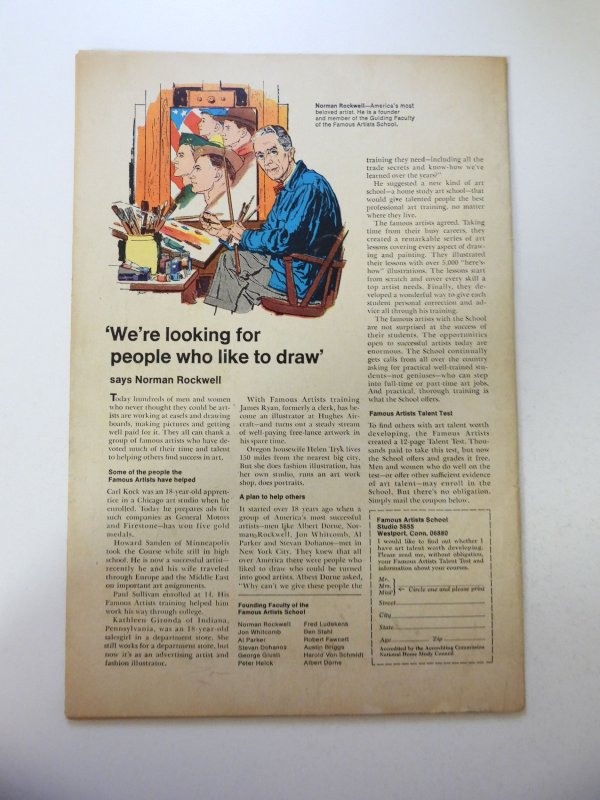 Norman Rockwell—America's most
beloved artist. He is a founder
and member of the Guiding Faculty
of the Famous Artists School.
'We're looking for
people who like to draw'
says Norman Rockwell
Today hundreds of men and women
who never thought they could be art-
ists are working at easels and drawing
boards, making pictures and getting
well paid for it. They all can thank a
group of famous artists who have de-
voted much of their time and talent
to helping others find success in art.
Some of the people the
Famous Artists have helped
Carl Kock was an 18-year-old appren-
tice in a Chicago art studio when he
enrolled. Today he prepares ads for
such companies as General Motors
and Firestone—has won five gold
medals.
Howard Sanden of Minneapolis
took the Course while still in high
school. He is now a successful artist—
recently he and his wife traveled
through Europe and the Middle East
on important art assignments.
Paul Sullivan enrolled at 14. His
Famous Artists training helped him
work his way through college.
Kathleen Gironda of Indiana,
Pennsylvania, was an 18-year-old
salesgirl in a department store. She
still works for a department store, but
now it's as an advertising artist and
fashion illustrator.
With Famous Artists training
James Ryan, formerly a clerk, has be-
come an illustrator at Hughes Air-
craft—and turns out a steady stream
of well-paying free-lance artwork in
his spare time.
Oregon housewife Helen Tryk lives
150 miles from the nearest big city.
But she does fashion illustration, has
her own studio, runs an art work
shop, does portraits.
A plan to help others
It started over 18 years ago when a
group of America's most successful
artists—men like Albert Dorne, Nor-
man Rockwell, Jon Whitcomb, Al
Parker and Stevan Dohanos—met in
New York City. They knew that all
over America there were people who
liked to draw who could be turned
into good artists. Albert Dorne asked,
"Why can't we give these people the
Founding Faculty of the
Famous Artists School
Norman Rockwell
Jon Whitcomb
Al Parker
Stevan Dohanos
George Giusti
Peter Helck
Fred Ludekens
Ben Stahl
Robert Fawcett
Austin Briggs
Harold Von Schmidt
Albert Dorne
training they need—including all the
trade secrets and know-how we've
learned over the years?"
He suggested a new kind of art
school—a home study art school—that
would give talented people the best
professional art training, no matter
where they live.
The famous artists agreed. Taking
time from their busy careers, they
created a remarkable series of art
lessons covering every aspect of draw-
ing and painting. They illustrated
their lessons with over 5,000 "here's
how" illustrations. The lessons start
from scratch and cover every skill a
top artist needs. Finally, they de-
veloped a wonderful way to give each
student personal correction and ad-
vice all through his training.
The famous artists with the School
are not surprised at the success of
their students. The opportunities
open to successful artists today are
enormous. The School continually
gets calls from all over the country
asking for practical well-trained stu-
dents—not geniuses—who can step
into full-time or part-time art jobs.
And practical, thorough training is
what the School offers.
Famous Artists Talent Test
To find others with art talent worth
developing, the Famous Artists
created a 12-page Talent Test. Thou-
sands paid to take this test, but now
the School offers and grades it free.
Men and women who do well on the
test—or offer other sufficient evidence
of art talent—may enroll in the
School. But there's no obligation.
Simply mail the coupon below.
Famous Artists School
Studio 5855
Westport, Conn. 06880
I would like to find out whether I
have art talent worth developing.
Please send me, without obligation,
your Famous Artists Talent Test and
information about your courses.
Mr.
Mrs.
Miss
Circle one and please print
Street
City
State
Age Zip
Accredited by the Accrediting Commission
National Home Study Council